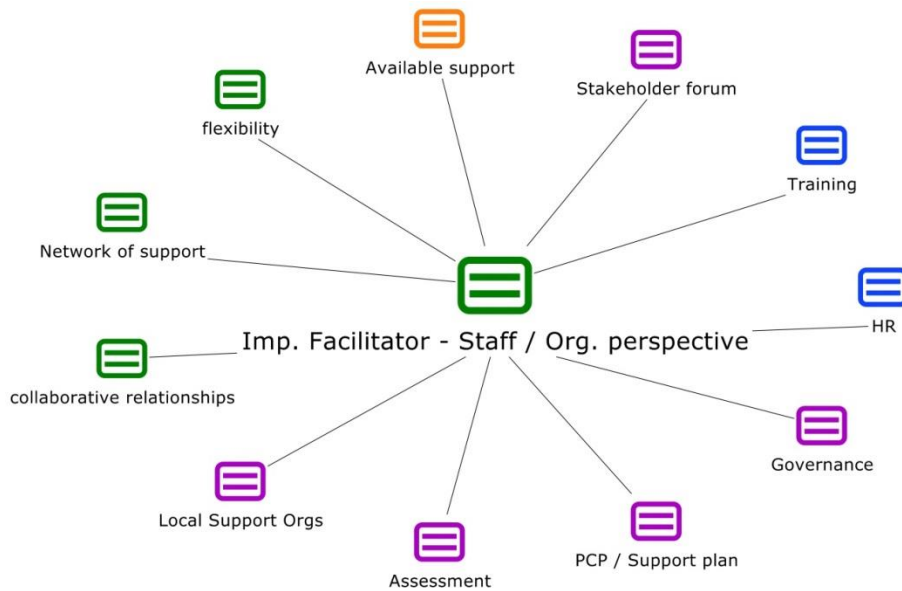 Available support
Stakeholder forum
flexibility
Training
Network of support
HR
Imp. Facilitator - Staff / Org. perspective
collaborative relationships
Governance
Local Support Orgs
PCP / Support plan
Assessment